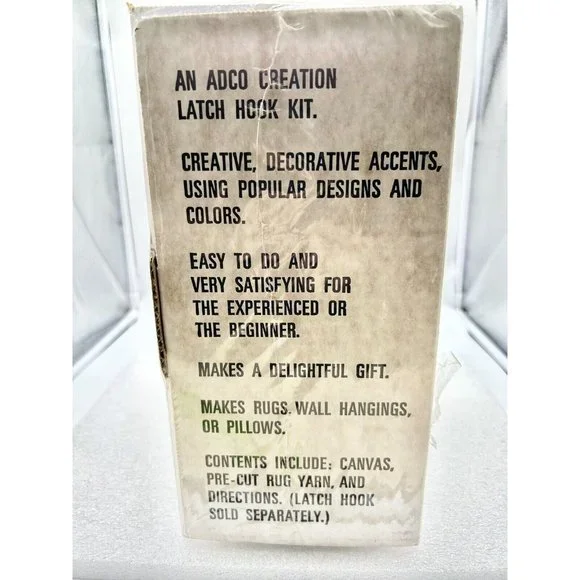 AN ADCO CREATION
LATCH HOOK KIT.
CREATIVE, DECORATIVE ACCENTS,
USING POPULAR DESIGNS AND
COLORS.
EASY TO DO AND
VERY SATISFYING FOR
THE EXPERIENCED OR
THE BEGINNER.
MAKES A DELIGHTFUL GIFT.
MAKES RUGS. WALL HANGINGS,
OR PILLOWS.
CONTENTS INCLUDE: CANVAS,
PRE-CUT RUG YARN, AND
DIRECTIONS. (LATCH HOOK
SOLD SEPARATELY.)